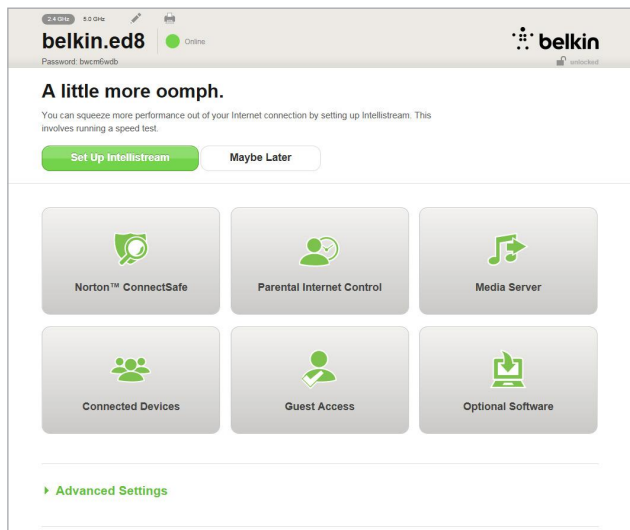 2.4 GHz 5.0 GHz
belkin.ed8
Online
belkin
Password: bwcm6wdb
unlocked
A little more oomph.
You can squeeze more performance out of your Internet connection by setting up Intellistream. This
involves running a speed test.
Set Up Intellistream Maybe Later
Norton™ ConnectSafe Parental Internet Control Media Server
Connected Devices Guest Access Optional Software
Advanced Settings